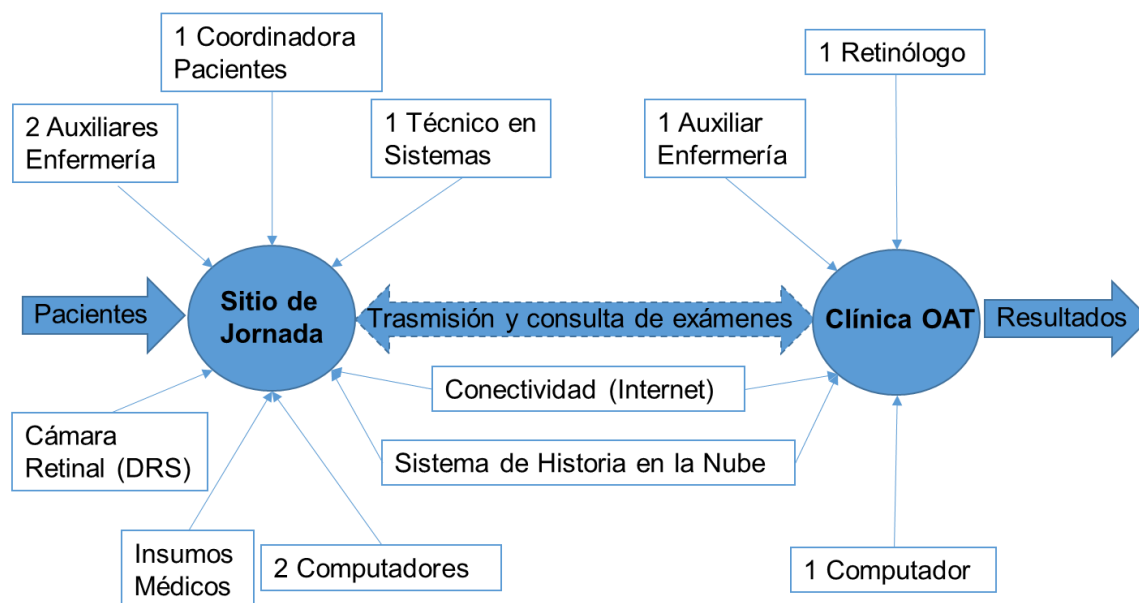 1 Coordinadora
Pacientes
1 Retinólogo
2 Auxiliares
Enfermería
1 Técnico en
Sistemas
1 Auxiliar
Enfermería
Pacientes
Sitio de
Jornada
Trasmisión y consulta de exámenes
Clínica OAT
Resultados
Conectividad (Internet)
Cámara
Retinal (DRS)
Sistema de Historia en la Nube
Insumos
Médicos
2 Computadores
1 Computador